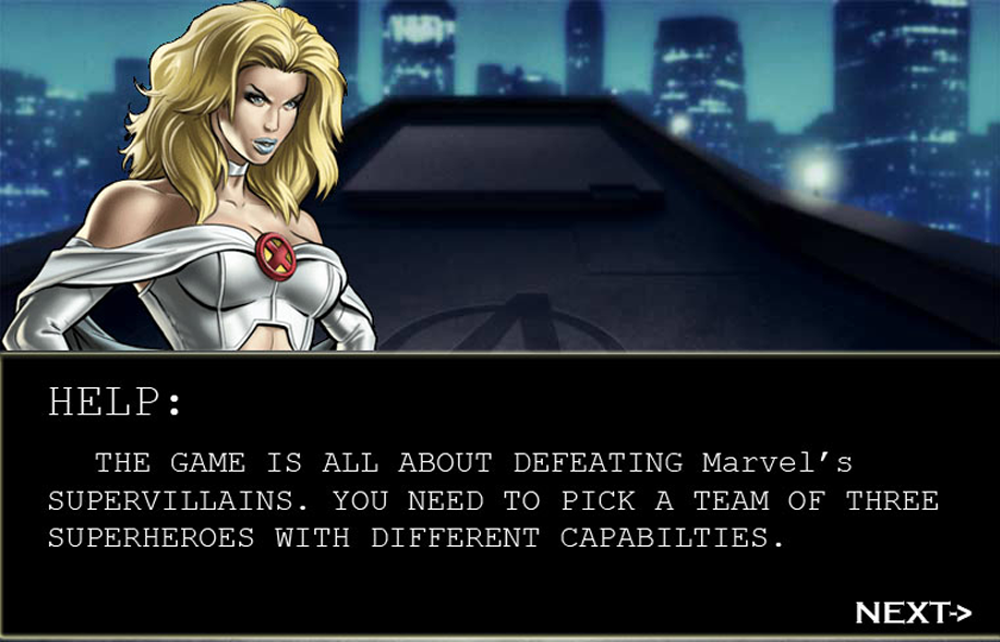 HELP:
THE GAME IS ALL ABOUT DEFEATING Marvel's
SUPERVILLAINS. YOU NEED TO PICK A TEAM OF THREE
SUPERHEROES WITH DIFFERENT CAPABILTIES.
NEXT->